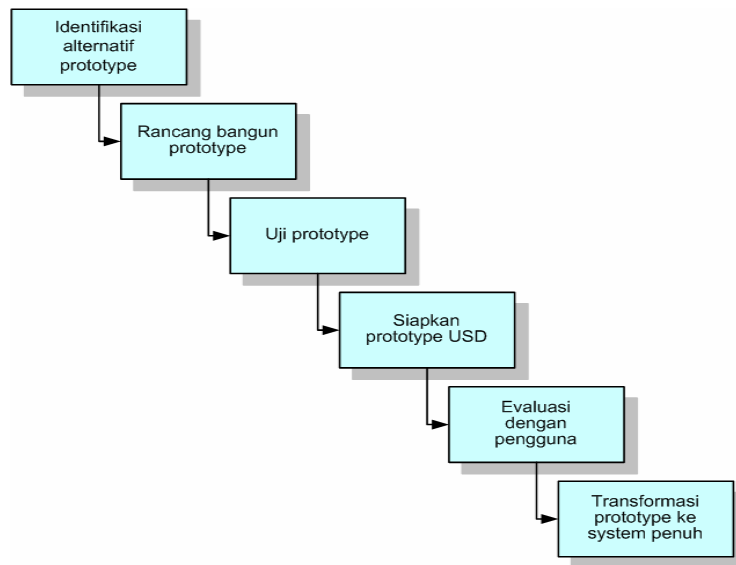 Identifikasi
alternatif
prototype
Rancang bangun
prototype
Uji prototype
Siapkan
prototype USD
Evaluasi
dengan
pengguna
Transformasi
prototype ke
system penuh